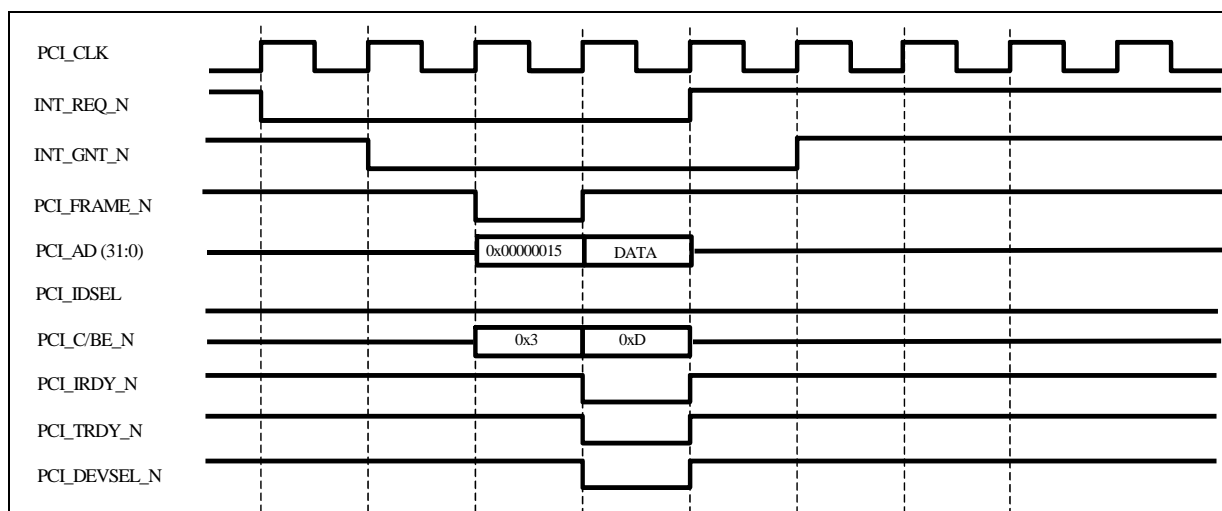 PCI_CLK
INT_REQ_N
INT_GNT_N
PCI_FRAME_N
PCI_AD (31:0) 0x00000015 DATA
PCI_IDSEL
PCI_C/BE_N 0x3 0xD
PCI_IRDY_N
PCI_TRDY_N
PCI_DEVSEL_N